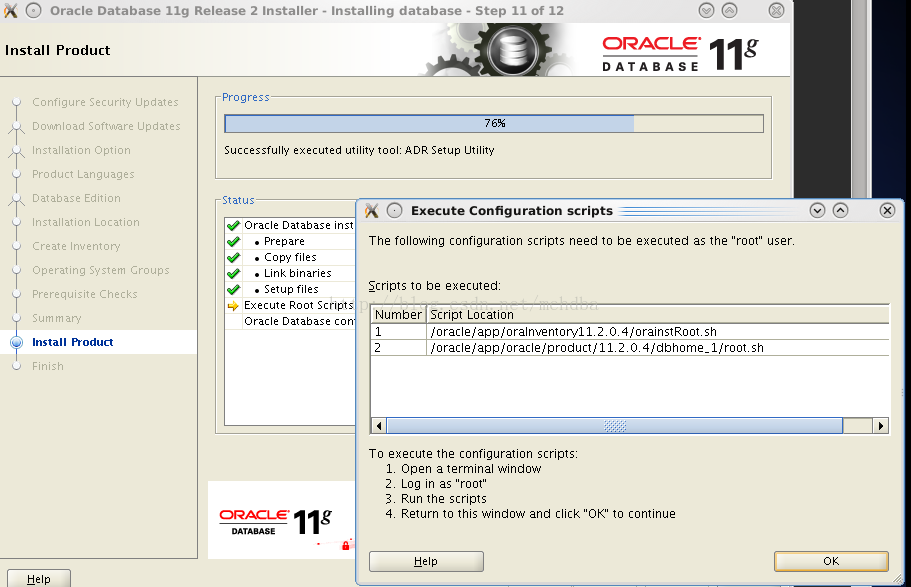 Oracle Database 11g Release 2 Installer - Installing database - Step 11 of 12
Install Product
ORACLE
DATABASE
11g
Configure Security Updates
Download Software Updates
Installation Option
Product Languages
Database Edition
Installation Location
Create Inventory
Operating System Groups
Prerequisite Checks
Summary
Install Product
Finish
Help
Progress
76%
Successfully executed utility tool: ADR Setup Utility
Status
Oracle Database inst
• Prepare
• Copy files
• Link binaries
• Setup files
Execute Root Scripts
Oracle Database con
ORACLE
DATABASE
11g
Execute Configuration scripts
The following configuration scripts need to be executed as the "root" user.
http://blog.csdn.net/mchdba
Scripts to be executed:
Number Script Location
1 /oracle/app/oraInventory11.2.0.4/orainstRoot.sh
2 /oracle/app/oracle/product/11.2.0.4/dbhome_1/root.sh
To execute the configuration scripts:
1. Open a terminal window
2. Log in as "root"
3. Run the scripts
4. Return to this window and click "OK" to continue
Help
OK